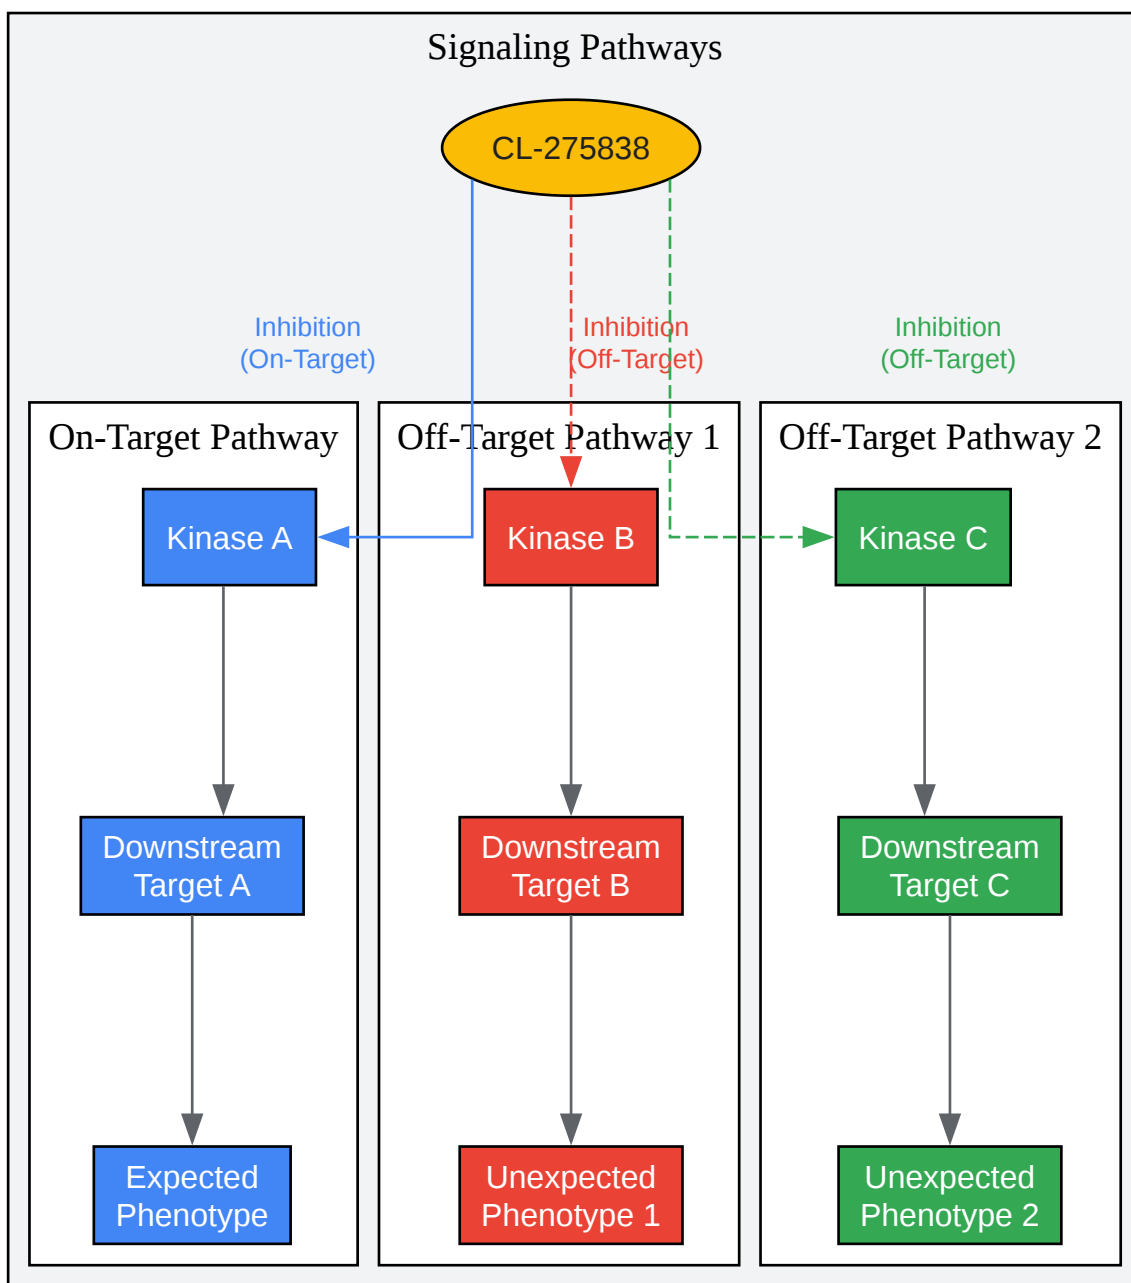 Signaling Pathways
CL-275838
Inhibition
(On-Target)
Inhibition
(Off-Target)
Inhibition
(Off-Target)
On-Target Pathway
Off-Target Pathway 1
Off-Target Pathway 2
Kinase A
Kinase B
Kinase C
Downstream
Target A
Downstream
Target B
Downstream
Target C
Expected
Phenotype
Unexpected
Phenotype 1
Unexpected
Phenotype 2